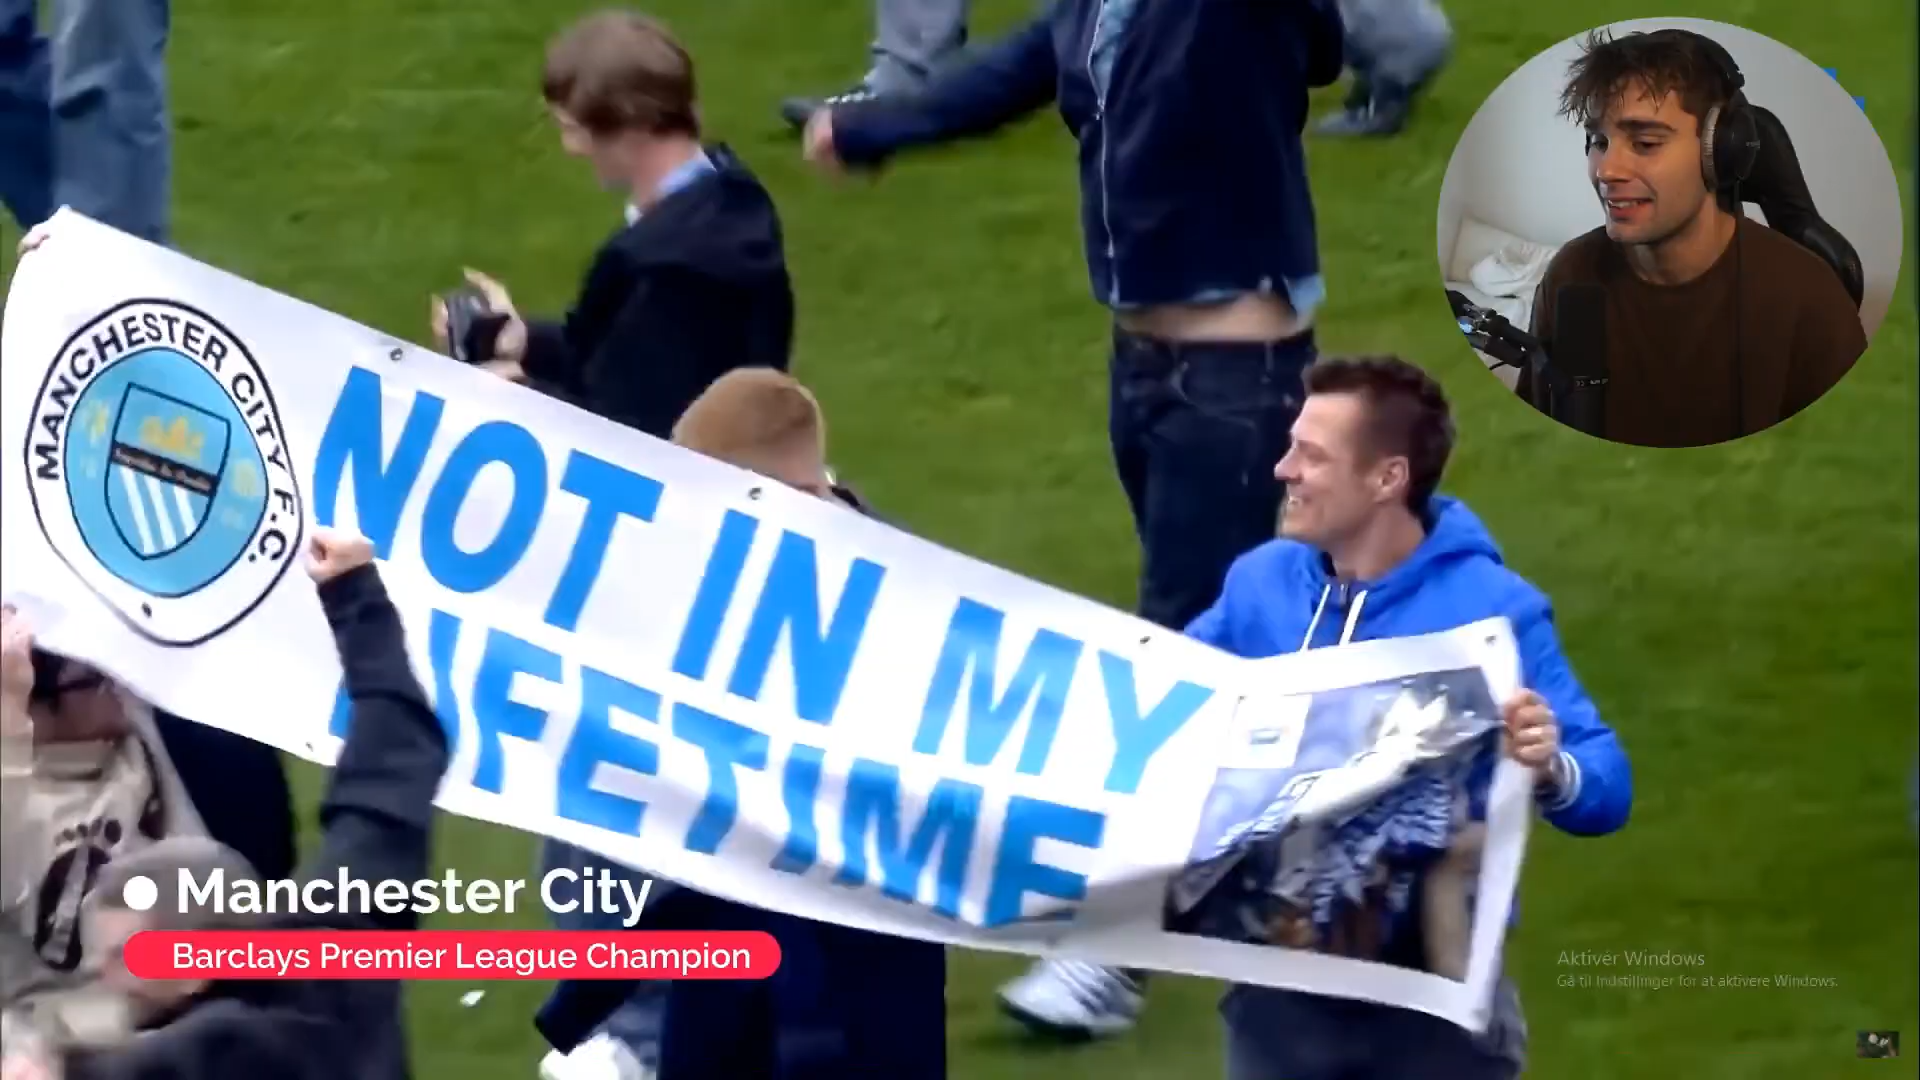 MANCHESTER CITY F.C.
NOT IN MY
LIFETIME
Manchester City
Barclays Premier League Champion
Aktivér Windows
Gå til Indstillinger for at aktivere Windows.